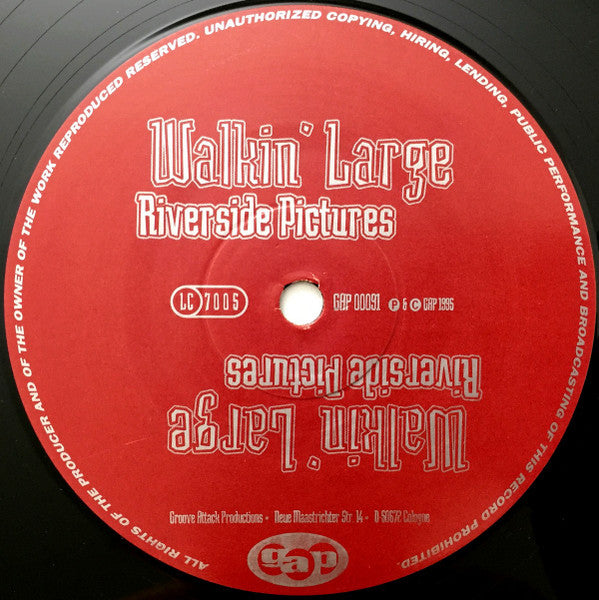 ALL RIGHTS OF THE PRODUCER AND OF THE OWNER OF THE WORK REPRODUCED RESERVED. UNAUTHORIZED COPYING, HIRING, LENDING, PUBLIC PERFORMANCE AND BROADCASTING OF THIS RECORD PROHIBITED.
Walkin' Large
Riverside Pictures
LC 7005
GAP 00091 P & C GAP 1995
Riverside Pictures
Walkin' Large
Groove Attack Productions • Neue Maastrichter Str. 14 • D-50672 Cologne
gap